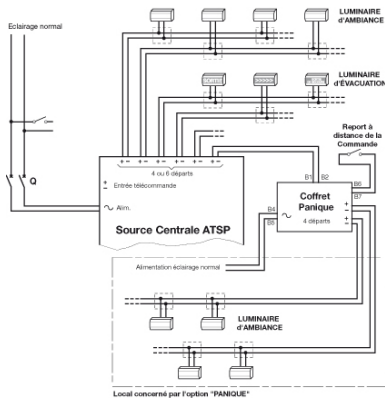 LUMINAIRE
d'AMBIANCE
Eclairage normal
LUMINAIRE
d'ÉVACUATION
Report à
distance de la
Commande
Q
+ - + - + - + - + - + -
4 ou 6 départs
+
- Entrée télécommande
Alim.
Source Centrale ATSP
B1 B2
B6
B7
B4
B5
Coffret
Panique
4 départs
+
-
+
-
Alimentation éclairage normal
LUMINAIRE
d'AMBIANCE
Local concerné par l'option "PANIQUE"